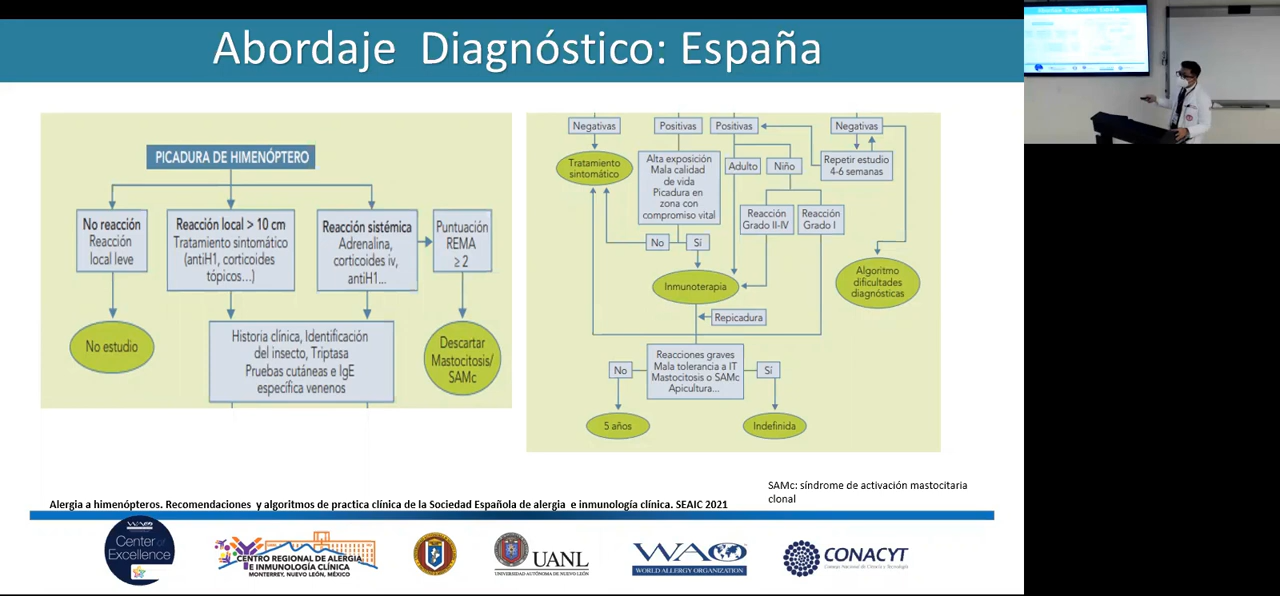 Abordaje Diagnóstico: España
PICADURA DE HIMENÓPTERO
No reacción
Reacción
local leve
Reacción local > 10 cm
Tratamiento sintomático
(antiH1, corticoides
tópicos...)
Reacción sistémica
Adrenalina,
corticoides iv,
antiH1...
Puntuación
REMA
≥ 2
No estudio
Historia clínica, Identificación
del insecto, Triptasa
Pruebas cutáneas e IgE
específica venenos
Descartar
Mastocitosis/
SAMc
Negativas
Positivas
Positivas
Negativas
Tratamiento
sintomático
Alta exposición
Mala calidad
de vida
Picadura en
zona con
compromiso vital
Adulto
Niño
Repetir estudio
4-6 semanas
Reacción
Grado II-IV
Reacción
Grado I
No
Sí
Inmunoterapia
Algoritmo
dificultades
diagnósticas
Repicadura
Reacciones graves
Mala tolerancia a IT
Mastocitosis o SAMc
Apicultura...
No
Sí
5 años
Indefinida
SAMc: síndrome de activación mastocitaria
clonal
Alergia a himenópteros. Recomendaciones y algoritmos de practica clínica de la Sociedad Española de alergia e inmunología clínica. SEAIC 2021
WAO
Center of
Excellence
CENTRO REGIONAL DE ALERGIA
E INMUNOLOGÍA CLÍNICA
MONTERREY, NUEVO LEÓN, MÉXICO
UANL
UNIVERSIDAD AUTÓNOMA DE NUEVO LEÓN
WAO
WORLD ALLERGY ORGANIZATION
CONACYT
Consejo Nacional de Ciencia y Tecnología
Abordaje Diagnóstico: España